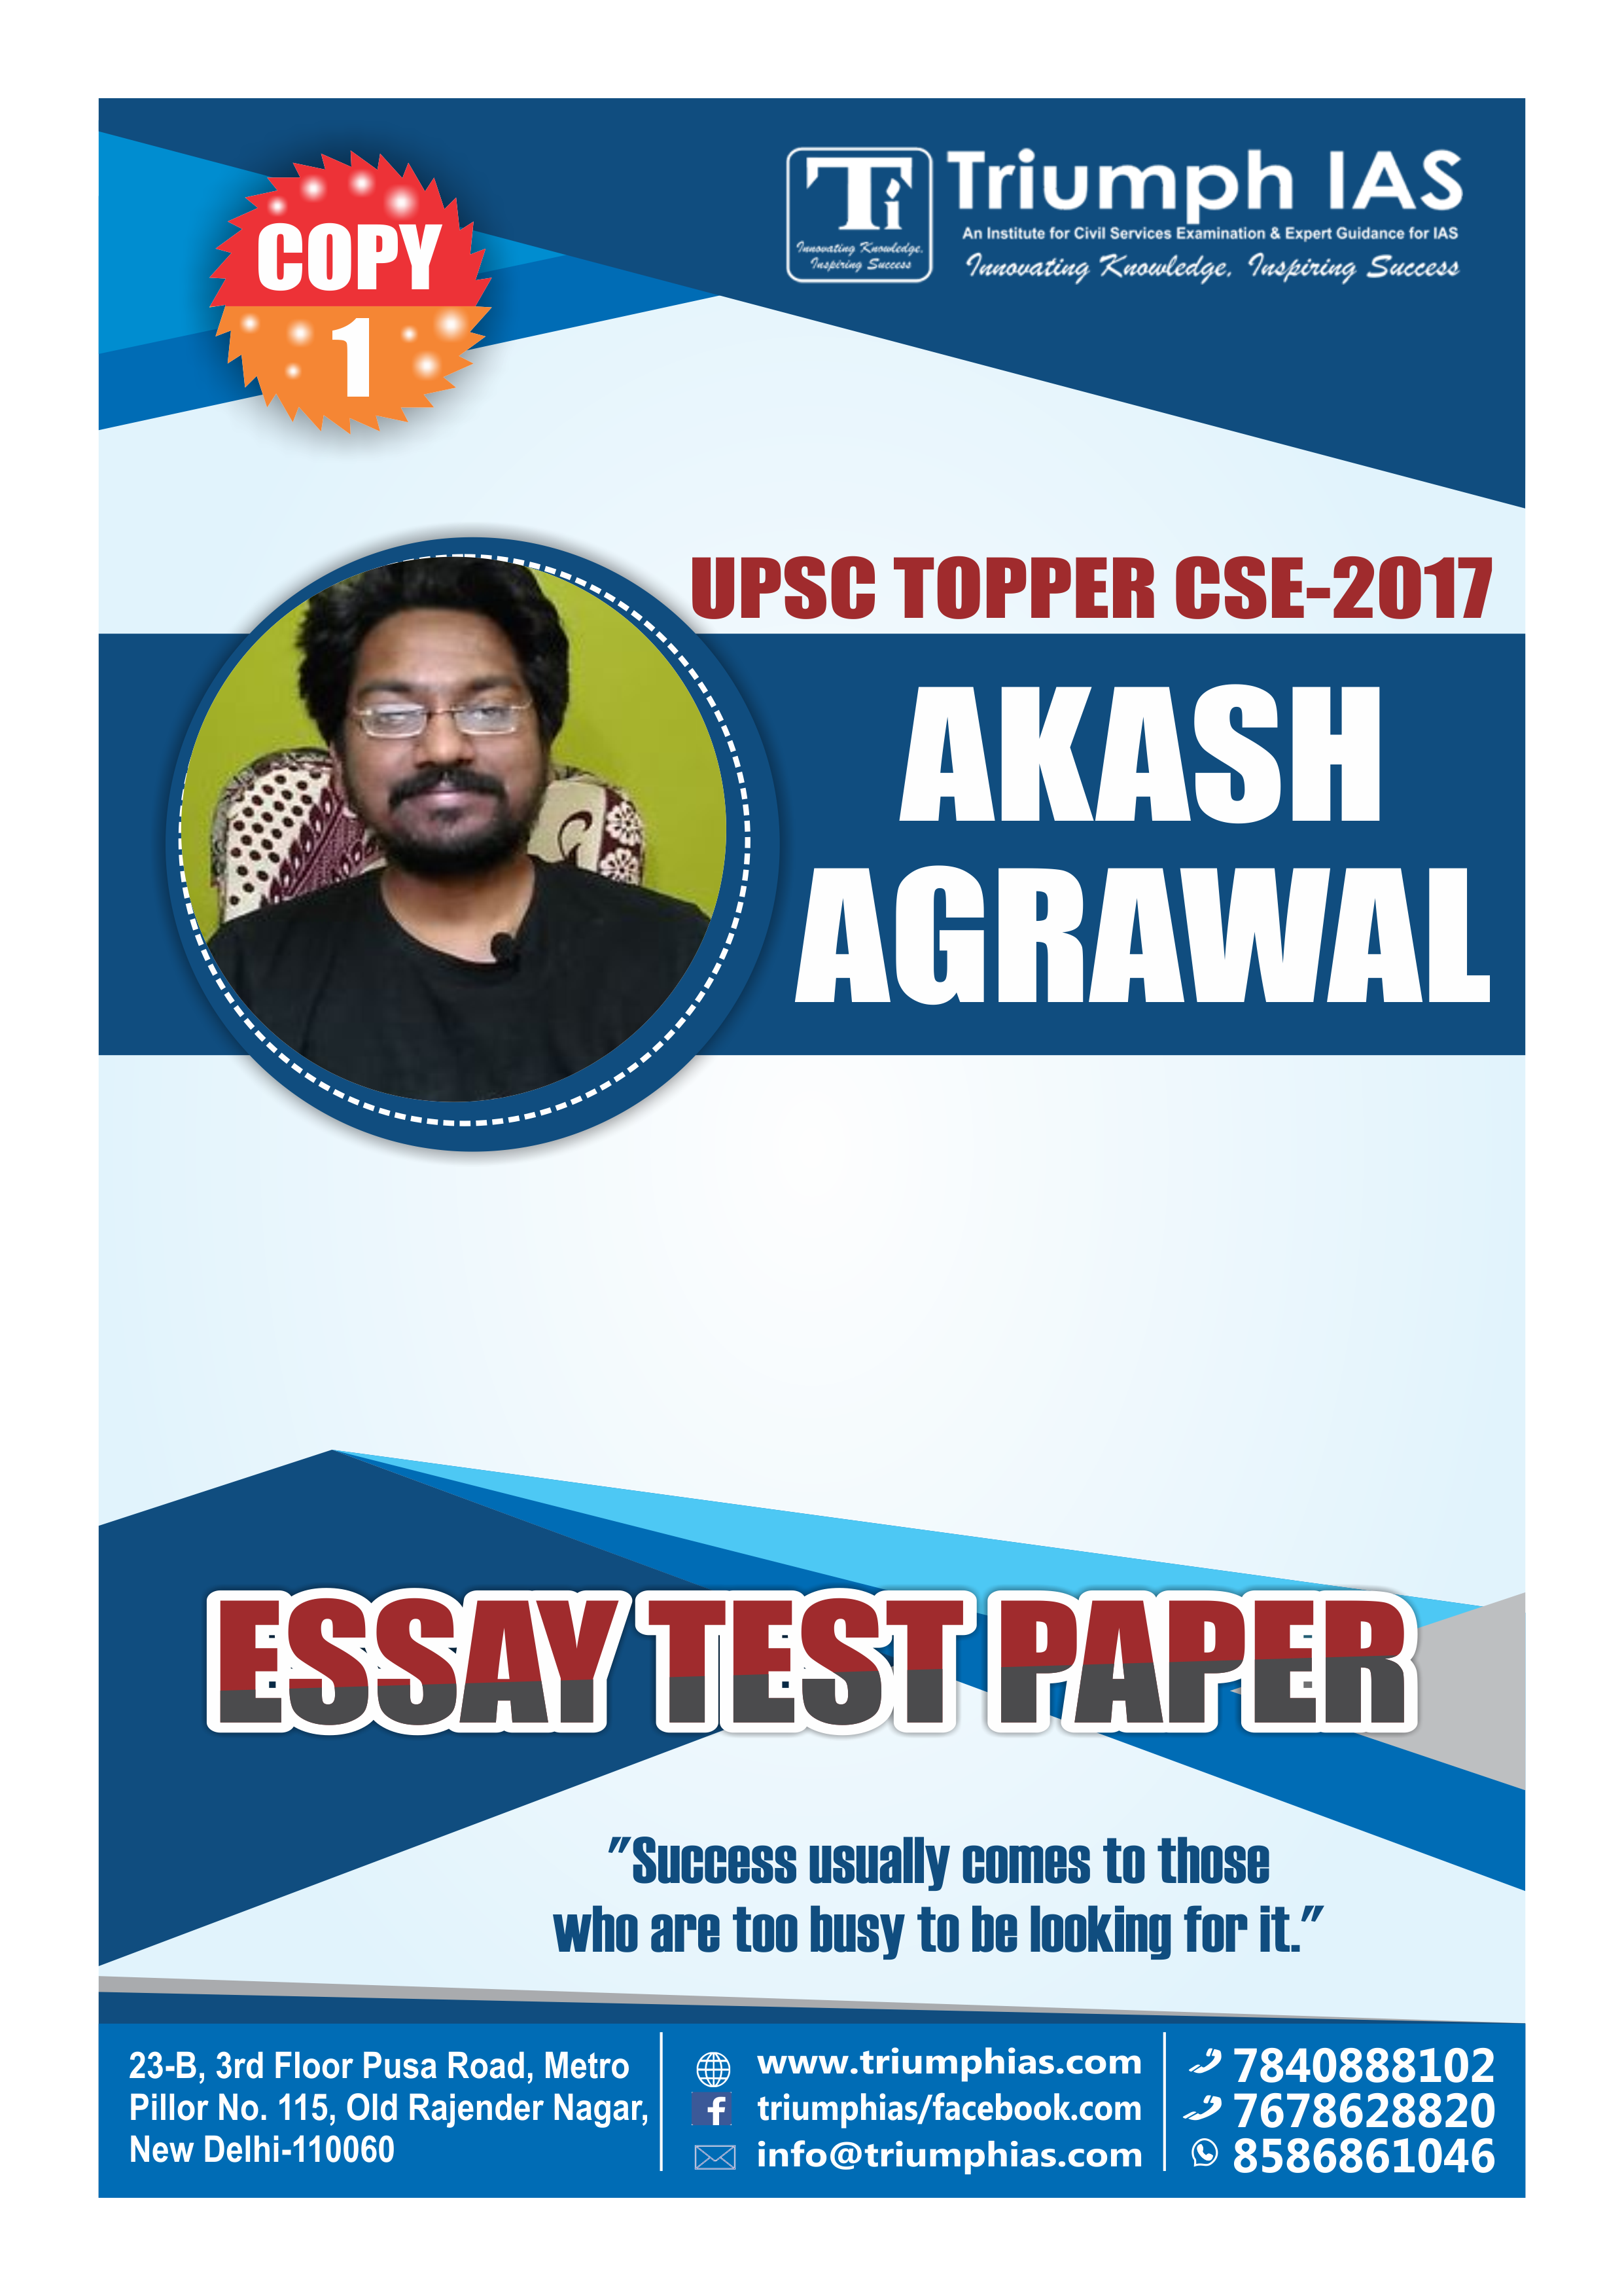 COPY
1
Ti
Innovating Knowledge,
Inspiring Success
Triumph IAS
An Institute for Civil Services Examination & Expert Guidance for IAS
Innovating Knowledge, Inspiring Success
UPSC TOPPER CSE-2017
AKASH
AGRAWAL
ESSAY TEST PAPER
"Success usually comes to those
who are too busy to be looking for it."
23-B, 3rd Floor Pusa Road, Metro
Pillor No. 115, Old Rajender Nagar,
New Delhi-110060
www.triumphias.com
f triumphias/facebook.com
info@triumphias.com
7840888102
7678628820
8586861046